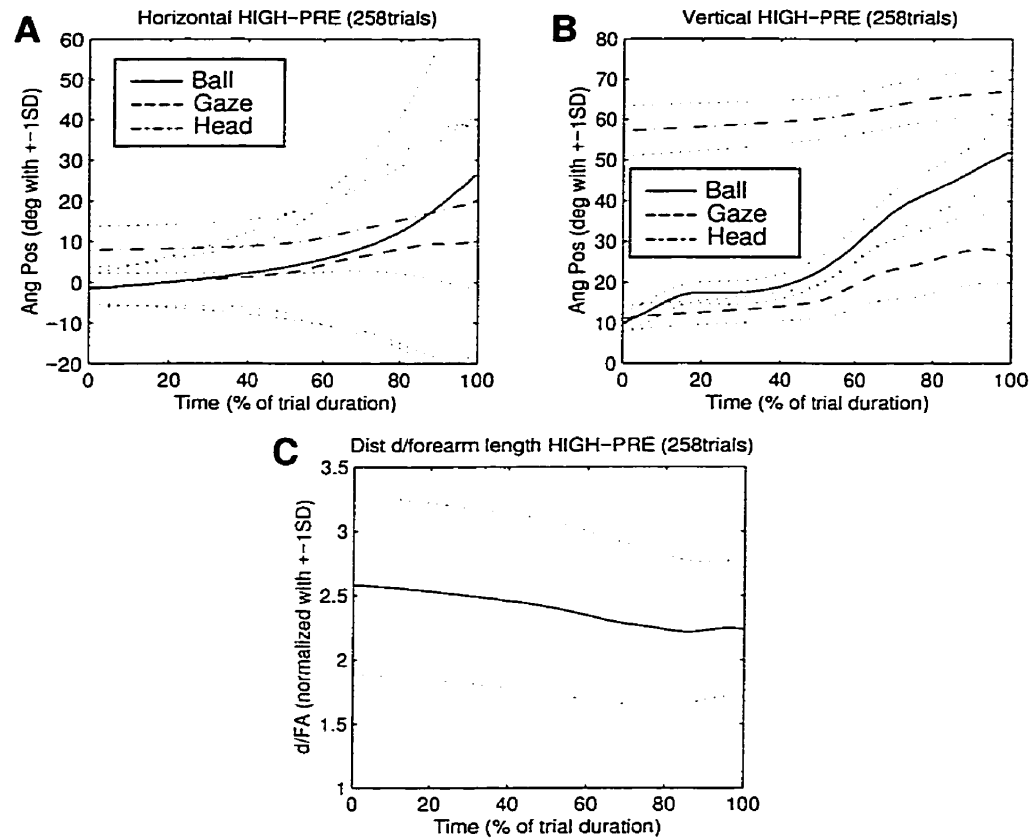 A
Horizontal HIGH-PRE (258trials)
Ang Pos (deg with +-1SD)
60
50
40
30
20
10
0
-10
-20
Ball
Gaze
Head
0
20
40
60
80
100
Time (% of trial duration)
B
Vertical HIGH-PRE (258trials)
Ang Pos (deg with +-1SD)
80
70
60
50
40
30
20
10
0
Ball
Gaze
Head
0
20
40
60
80
100
Time (% of trial duration)
C
Dist d/forearm length HIGH-PRE (258trials)
d/FA (normalized with +-1SD)
3.5
3
2.5
2
1.5
1
0
20
40
60
80
100
Time (% of trial duration)